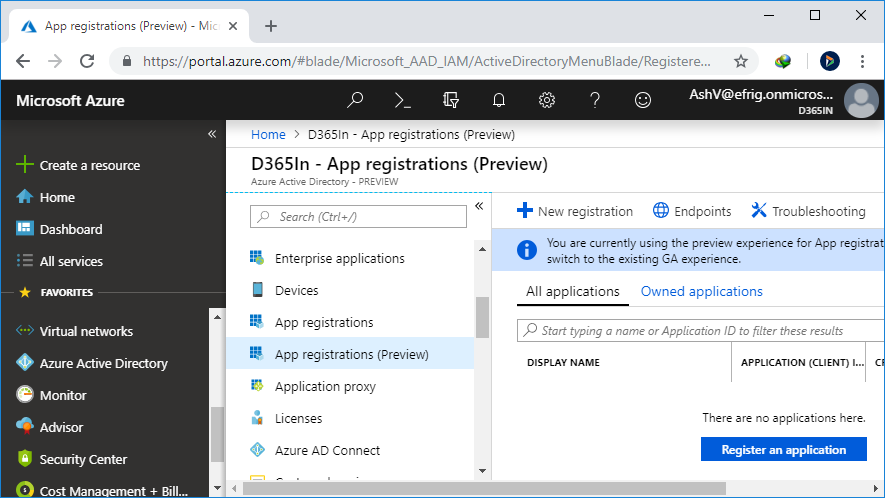 App registrations (Preview) - Mic
https://portal.azure.com/#blade/Microsoft_AAD_IAM/ActiveDirectoryMenuBlade/Registere...
Microsoft Azure
AshV@efrig.onmicros...
D365IN
Create a resource
Home
Dashboard
All services
FAVORITES
Virtual networks
Azure Active Directory
Monitor
Advisor
Security Center
Cost Management + Bill...
Home > D365In - App registrations (Preview)
D365In - App registrations (Preview)
Azure Active Directory - PREVIEW
Search (Ctrl+/)
Enterprise applications
Devices
App registrations
App registrations (Preview)
Application proxy
Licenses
Azure AD Connect
New registration
Endpoints
Troubleshooting
You are currently using the preview experience for App registrat
switch to the existing GA experience.
All applications
Owned applications
Start typing a name or Application ID to filter these results
DISPLAY NAME
APPLICATION (CLIENT) I...
There are no applications here.
Register an application